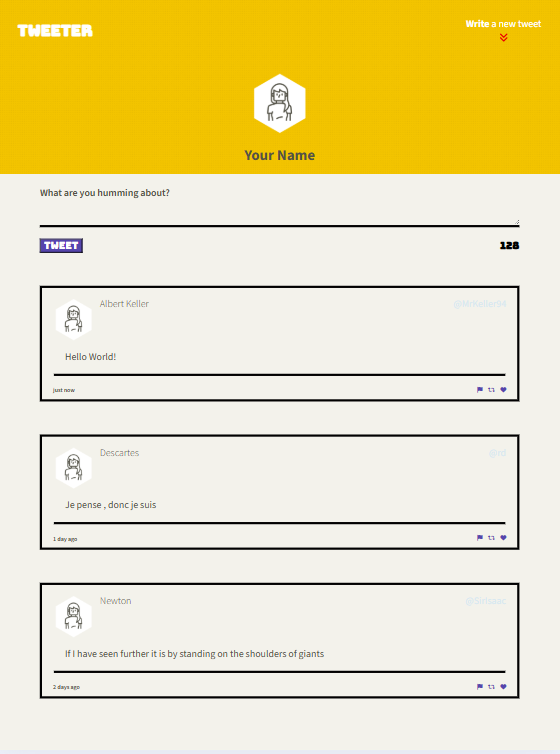 TWEETER
Write a new tweet
Your Name
What are you humming about?
TWEET
128
Albert Keller
@MrKeller94
Hello World!
just now
Descartes
@rd
Je pense , donc je suis
1 day ago
Newton
@SirIsaac
If I have seen further it is by standing on the shoulders of giants
2 days ago